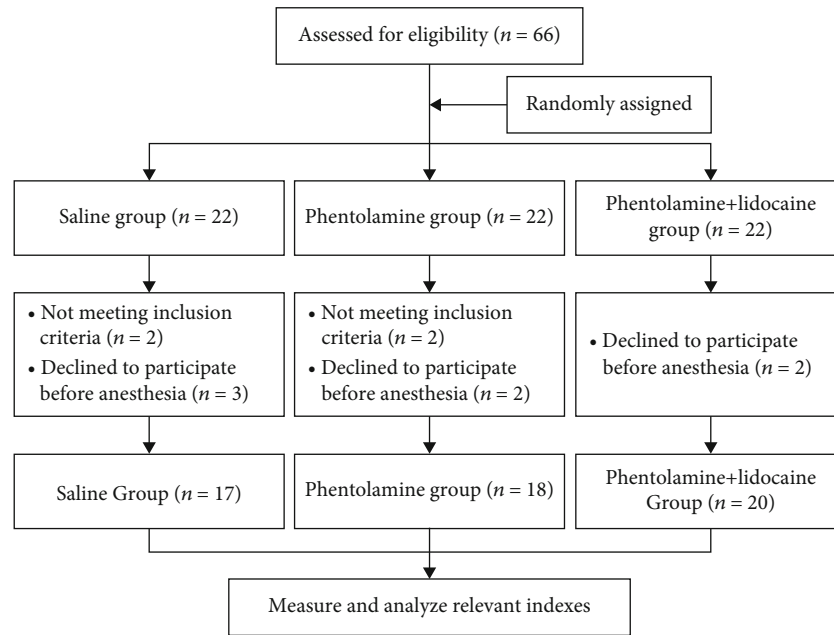 Assessed for eligibility (n = 66)
Randomly assigned
Saline group (n = 22)
Phentolamine group (n = 22)
Phentolamine+lidocaine
group (n = 22)
• Not meeting inclusion
criteria (n = 2)
• Declined to participate
before anesthesia (n = 3)
• Not meeting inclusion
criteria (n = 2)
• Declined to participate
before anesthesia (n = 2)
• Declined to participate
before anesthesia (n = 2)
Saline Group (n = 17)
Phentolamine group (n = 18)
Phentolamine+lidocaine
Group (n = 20)
Measure and analyze relevant indexes